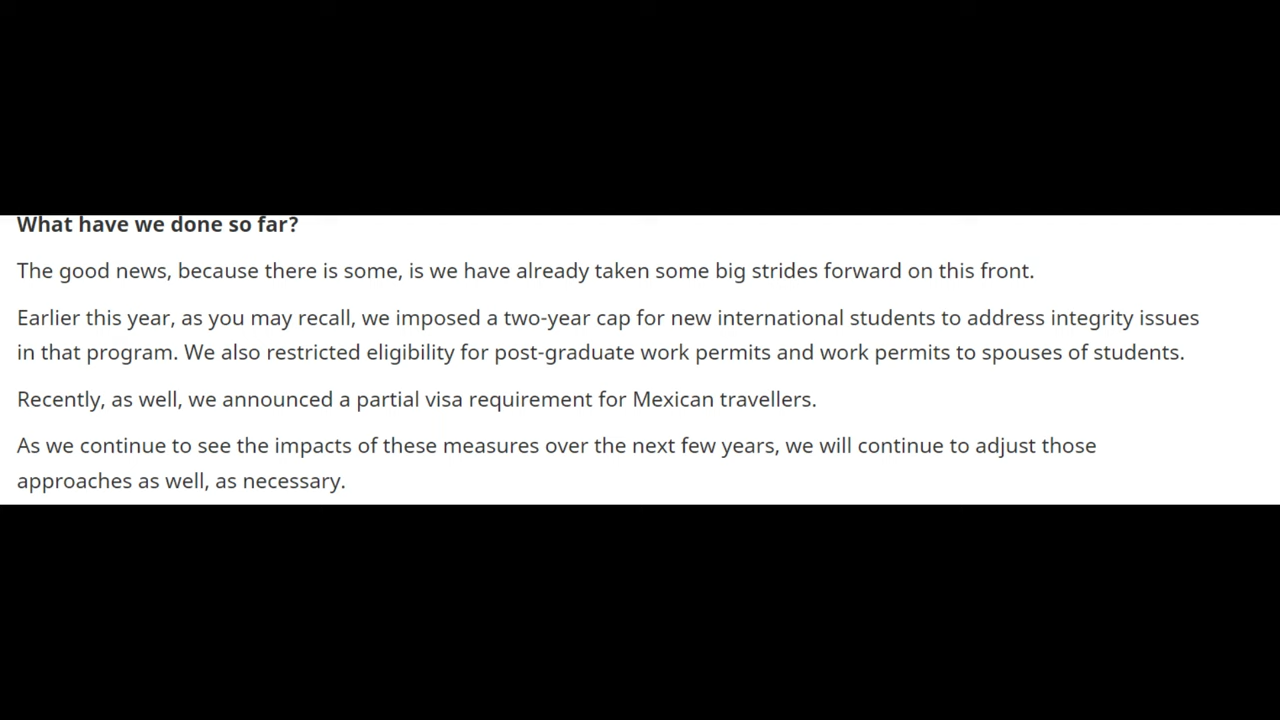 What have we done so far?
The good news, because there is some, is we have already taken some big strides forward on this front.
Earlier this year, as you may recall, we imposed a two-year cap for new international students to address integrity issues
in that program. We also restricted eligibility for post-graduate work permits and work permits to spouses of students.
Recently, as well, we announced a partial visa requirement for Mexican travellers.
As we continue to see the impacts of these measures over the next few years, we will continue to adjust those
approaches as well, as necessary.